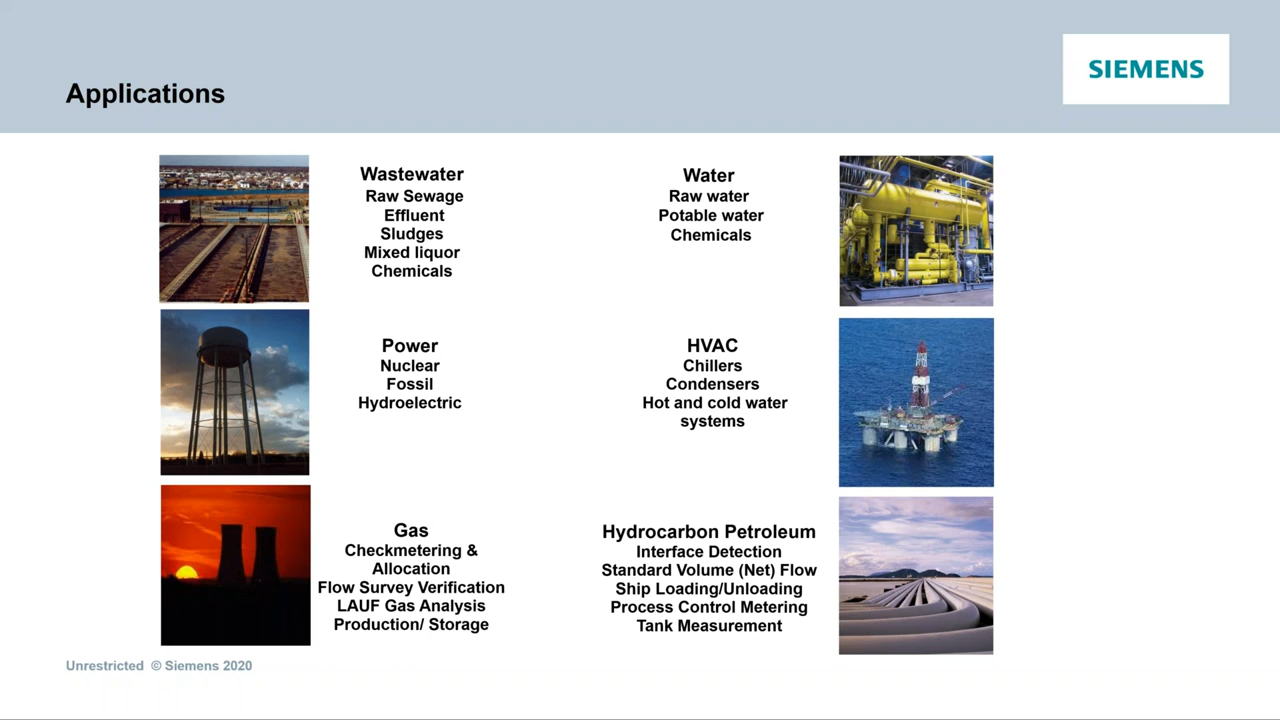 SIEMENS
Applications
Wastewater
Raw Sewage
Effluent
Sludges
Mixed liquor
Chemicals
Water
Raw water
Potable water
Chemicals
Power
Nuclear
Fossil
Hydroelectric
HVAC
Chillers
Condensers
Hot and cold water
systems
Gas
Checkmetering &
Allocation
Flow Survey Verification
LAUF Gas Analysis
Production/ Storage
Hydrocarbon Petroleum
Interface Detection
Standard Volume (Net) Flow
Ship Loading/Unloading
Process Control Metering
Tank Measurement
Unrestricted © Siemens 2020